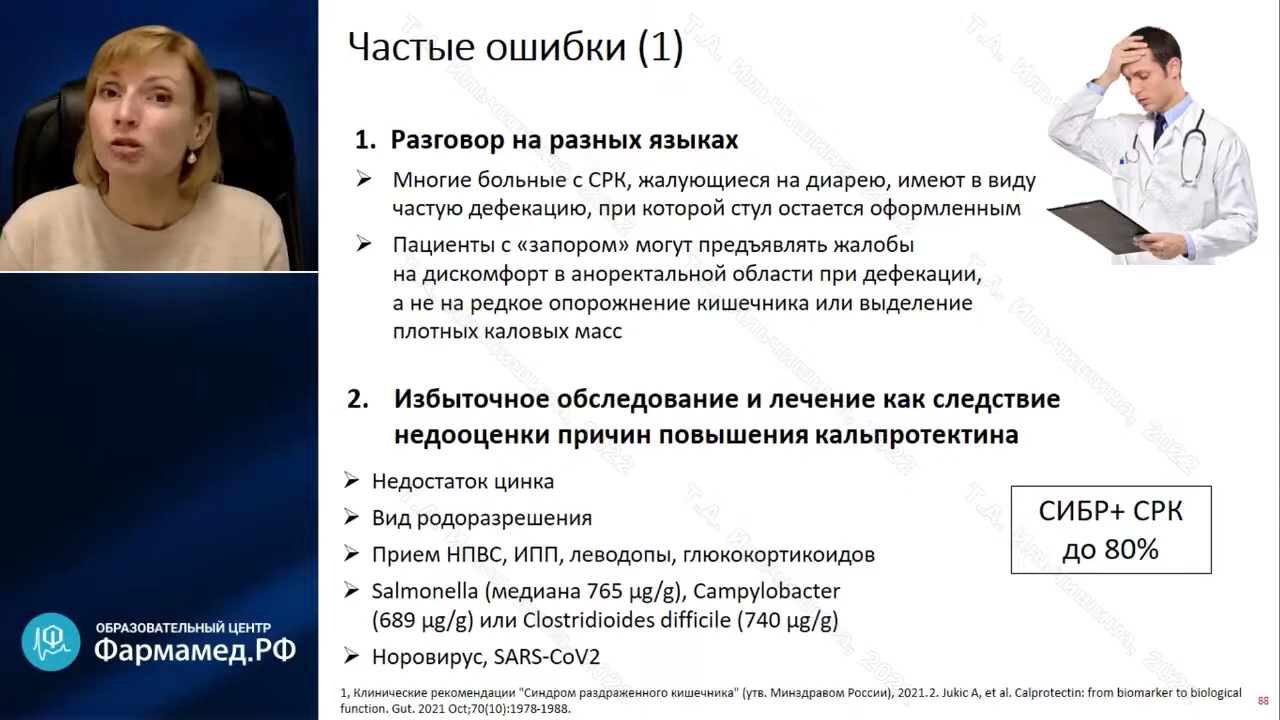 Частые ошибки (1)
1. Разговор на разных языках
Многие больные с СРК, жалующиеся на диарею, имеют в виду
частую дефекацию, при которой стул остается оформленным
Пациенты с «запором» могут предъявлять жалобы
на дискомфорт в аноректальной области при дефекации,
а не на редкое опорожнение кишечника или выделение
плотных каловых масс
2. Избыточное обследование и лечение как следствие
недооценки причин повышения кальпротектина
Недостаток цинка
Вид родоразрешения
Прием НПВС, ИПП, леводопы, глюкокортикоидов
Salmonella (медиана 765 µg/g), Campylobacter
(689 µg/g) или Clostridioides difficile (740 µg/g)
Норовирус, SARS-CoV2
СИБР+ СРК
до 80%
1, Клинические рекомендации "Синдром раздраженного кишечника" (утв. Минздравом России), 2021.2. Jukic A, et al. Calprotectin: from biomarker to biological
function. Gut. 2021 Oct;70(10):1978-1988.
88
ОБРАЗОВАТЕЛЬНЫЙ ЦЕНТР
Фармамед.РФ
Т.А. Ильчишина, 2022